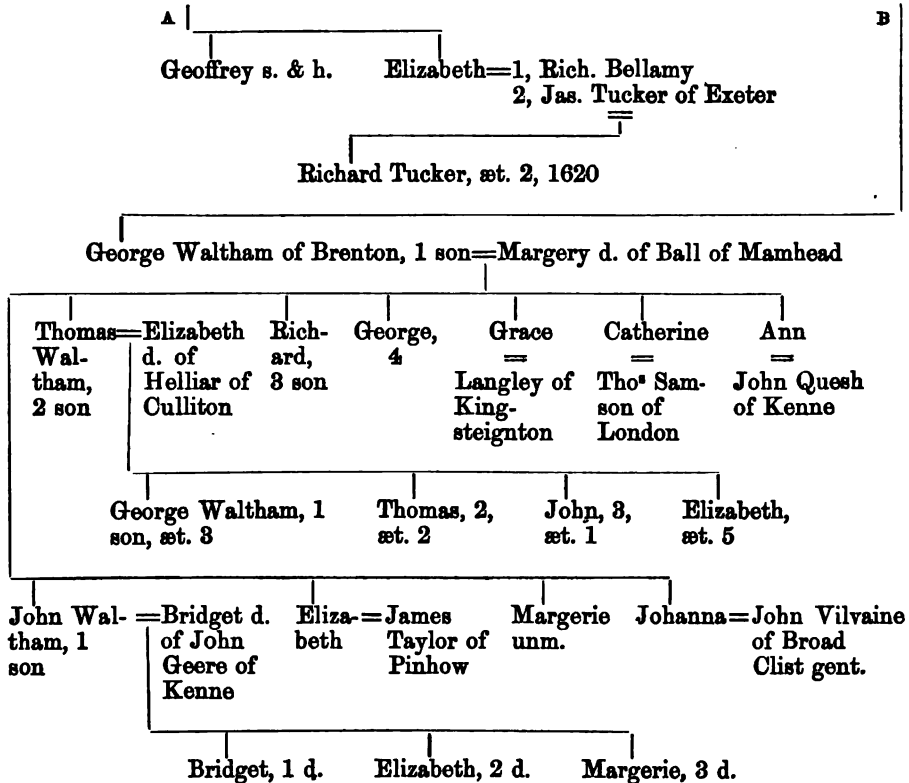 A B
Geoffrey s. & h. Elizabeth=1, Rich. Bellamy
2, Jas. Tucker of Exeter
=
Richard Tucker, æt. 2, 1620
George Waltham of Brenton, 1 son=Margery d. of Ball of Mamhead
Thomas=Elizabeth Rich- George, Grace Catherine Ann
Wal- d. of ard, 4 = = =
tham, Helliar of 3 son Langley of Thoˢ Sam- John Quesh
2 son Culliton King- son of of Kenne
steignton London
George Waltham, 1 Thomas, 2, John, 3, Elizabeth,
son, æt. 3 æt. 2 æt. 1 æt. 5
John Wal- =Bridget d. Eliza-=James Margerie Johanna=John Vilvaine
tham, 1 of John beth Taylor of unm. of Broad
son Geere of Pinhow Clist gent.
Kenne
Bridget, 1 d. Elizabeth, 2 d. Margerie, 3 d.